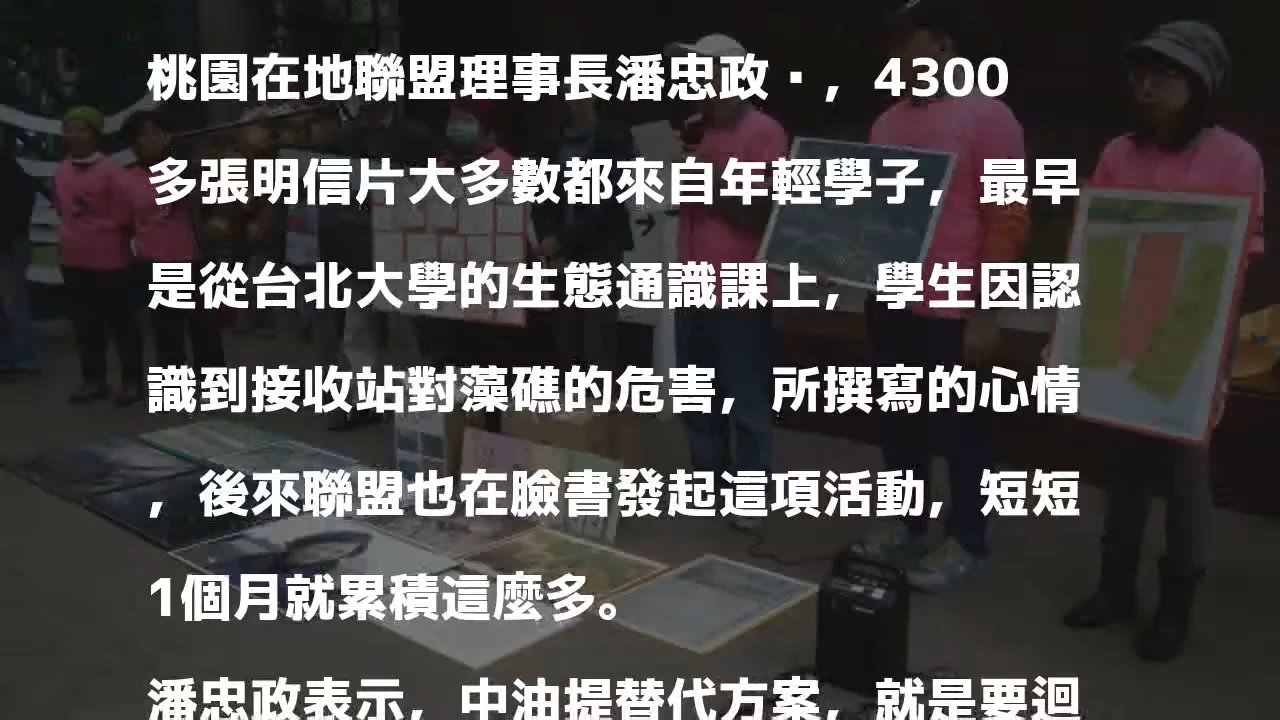 桃園在地聯盟理事長潘忠政·，4300
多張明信片大多數都來自年輕學子，最早
是從台北大學的生態通識課上，學生因認
識到接收站對藻礁的危害，所撰寫的心情
，後來聯盟也在臉書發起這項活動，短短
1個月就累積這麼多。
潘忠政表示，中油提替代方案，就是要迴